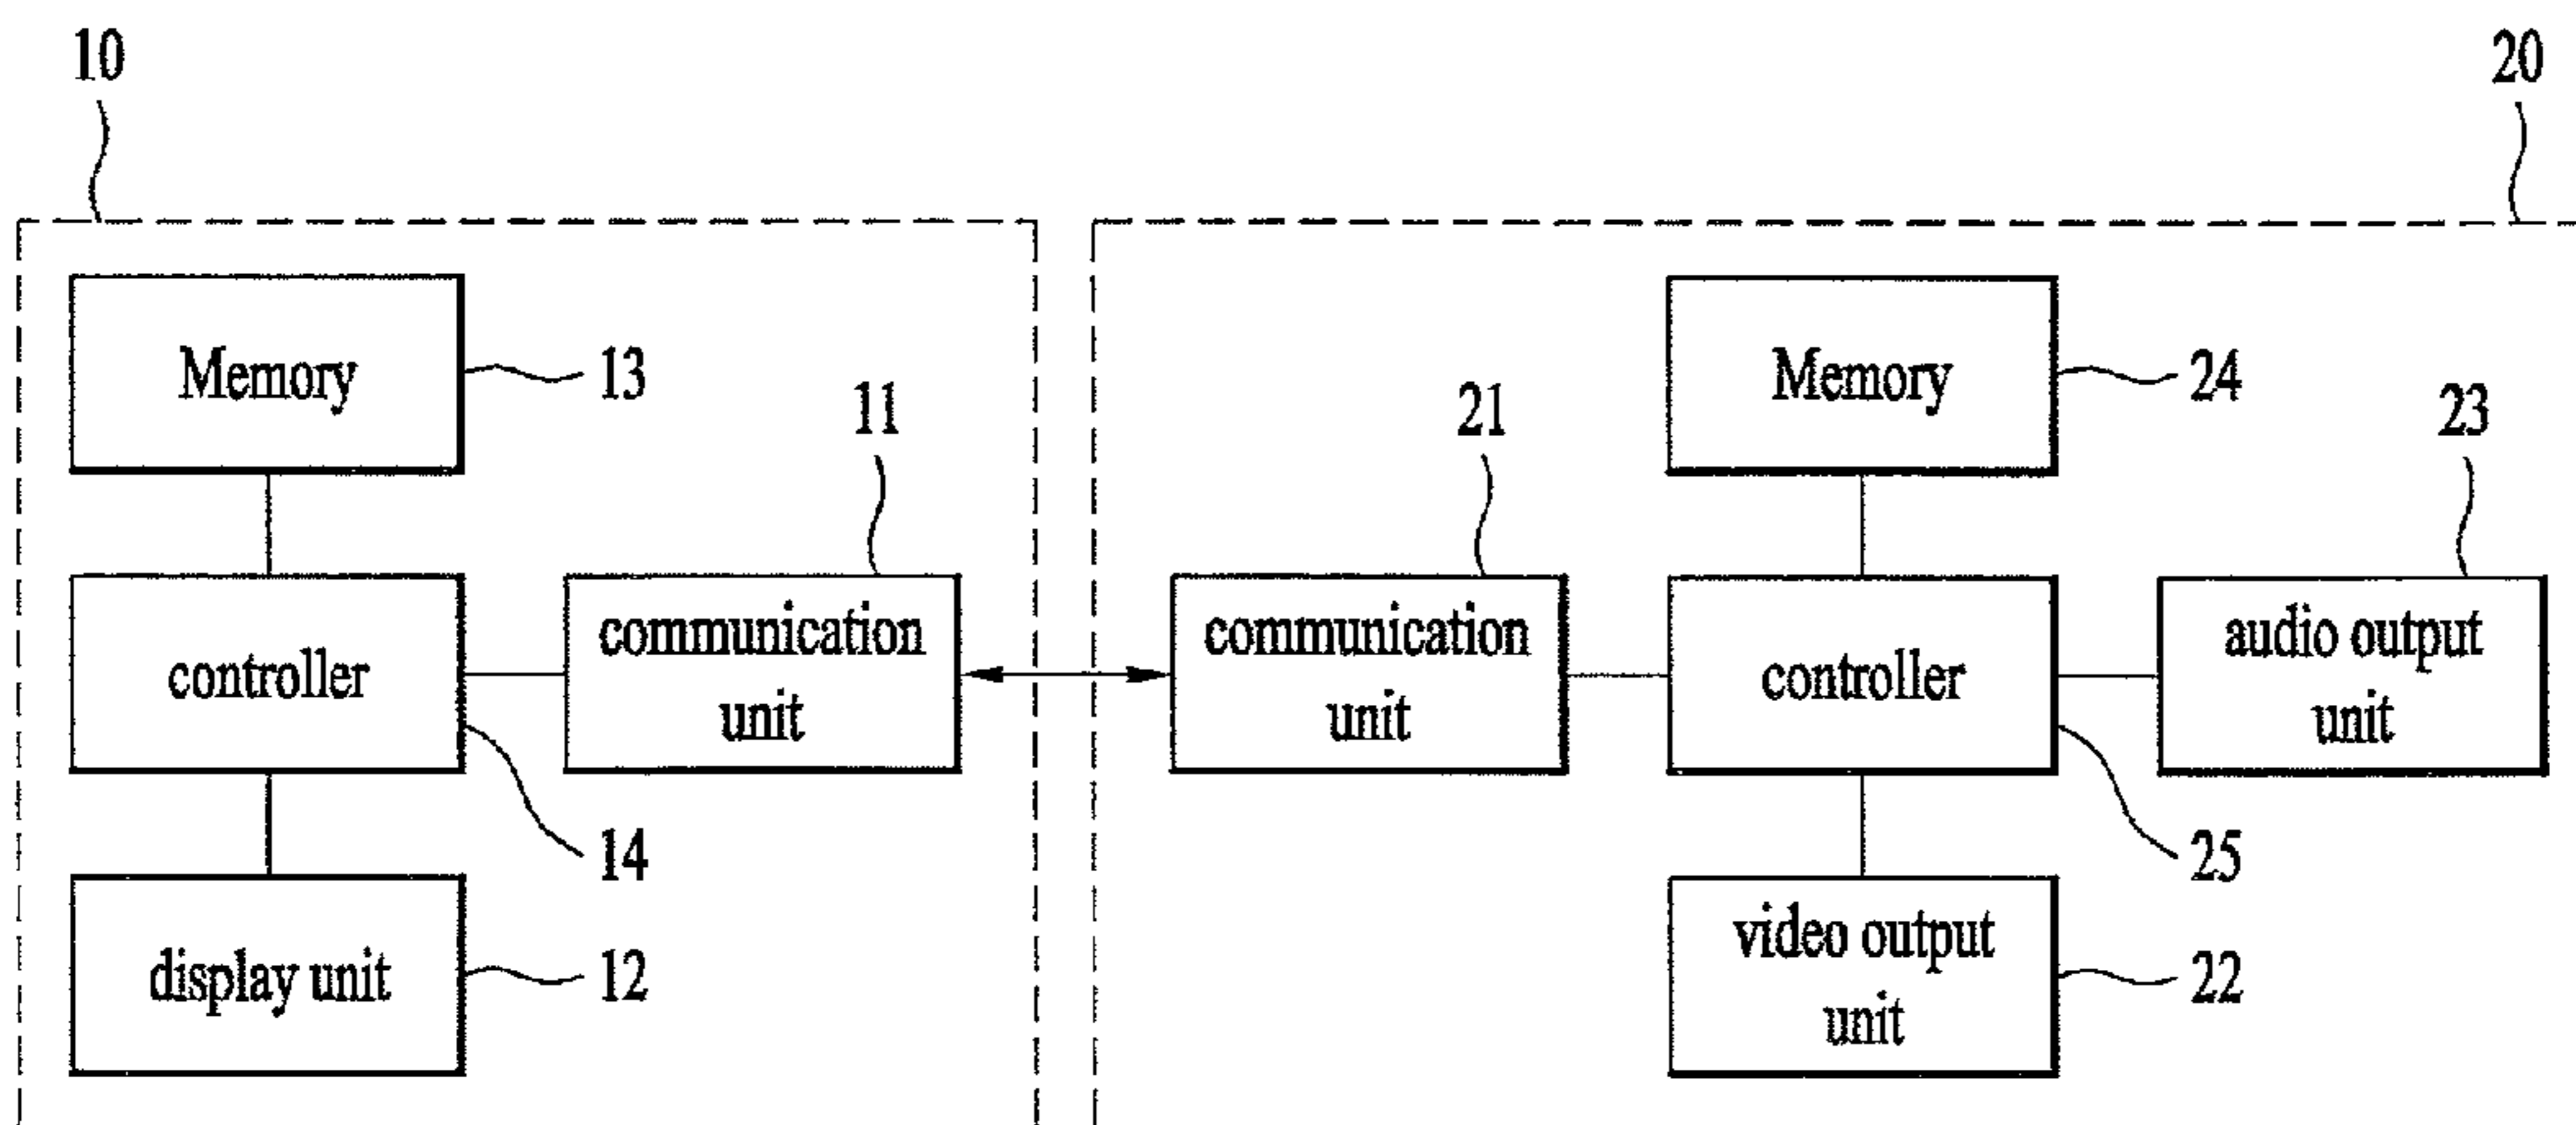 10
20
Memory
13
11
controller
communication
unit
14
display unit
12
Memory
24
21
23
communication
unit
controller
audio output
unit
25
video output
unit
22